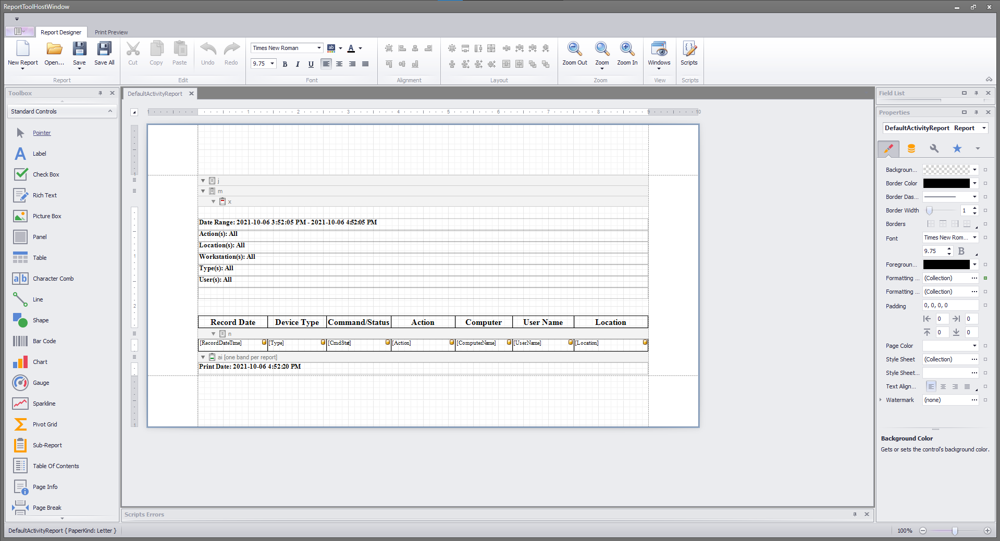 ReportToolHostWindow
Report Designer
Print Preview
New Report
Open...
Save
Save All
Cut
Copy
Paste
Undo
Redo
Times New Roman
ab
A
9.75
B
I
U
Zoom Out
Zoom
Zoom In
Windows
Scripts
Report
Edit
Font
Alignment
Layout
Zoom
View
Scripts
Toolbox
Standard Controls
Pointer
Label
Check Box
Rich Text
Picture Box
Panel
Table
Character Comb
Line
Shape
Bar Code
Chart
Gauge
Sparkline
Pivot Grid
Sub-Report
Table Of Contents
Page Info
Page Break
DefaultActivityReport
1 1 2 3 4 5 6 7 8 9 10
1
1
2
1
j
m
x
Date Range: 2021-10-06 3:52:05 PM - 2021-10-06 4:52:05 PM
Action(s): All
Location(s): All
Workstation(s): All
Type(s): All
User(s): All
Record Date Device Type Command/Status Action Computer User Name Location
n
[RecordDateTime] [Type] [CmdStat] [Action] [ComputerName] [UserName] [Location]
ai [one band per report]
Print Date: 2021-10-06 4:52:20 PM
Scripts Errors
Field List
Properties
DefaultActivityReport Report
Backgroun...
Border Color
Border Das...
Border Width 1
Borders
Font Times New Rom...
9.75 B
Foregroun...
Formatting ... (Collection) ...
Formatting ... (Collection) ...
Padding 0, 0, 0, 0
0 0
0 0
Page Color
Style Sheet (Collection) ...
Style Sheet... ...
Text Align...
Watermark (none) ...
Background Color
Gets or sets the control's background color.
DefaultActivityReport { PaperKind: Letter }
100%